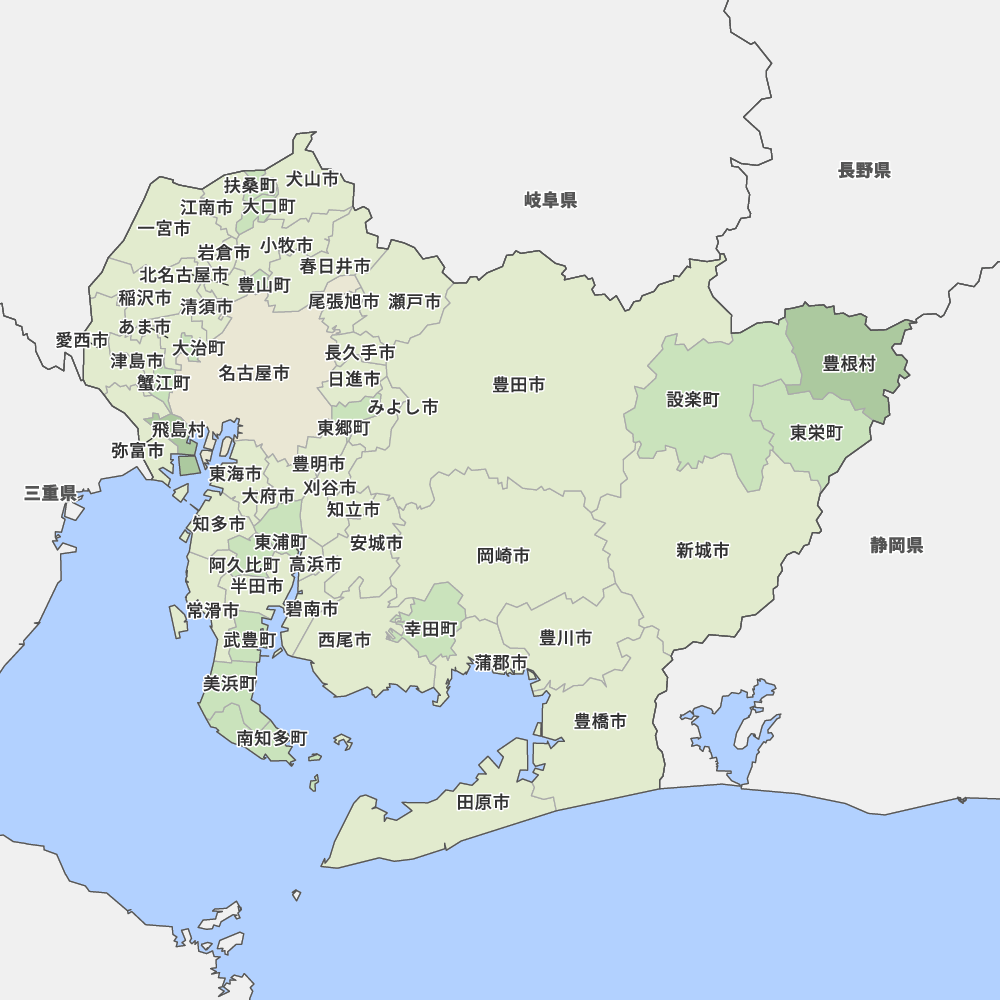 長野県
扶桑町
犬山市
岐阜県
江南市
大口町
一宮市
岩倉市
小牧市
北名古屋市
春日井市
豊山町
稲沢市
清須市
尾張旭市
瀬戸市
あま市
愛西市
大治町
津島市
長久手市
豊根村
名古屋市
日進市
蟹江町
豊田市
設楽町
みよし市
飛島村
東郷町
東栄町
弥富市
豊明市
東海市
刈谷市
三重県
大府市
知立市
知多市
東浦町
安城市
静岡県
岡崎市
新城市
阿久比町
高浜市
半田市
常滑市
碧南市
武豊町
西尾市
幸田町
豊川市
蒲郡市
美浜町
豊橋市
南知多町
田原市